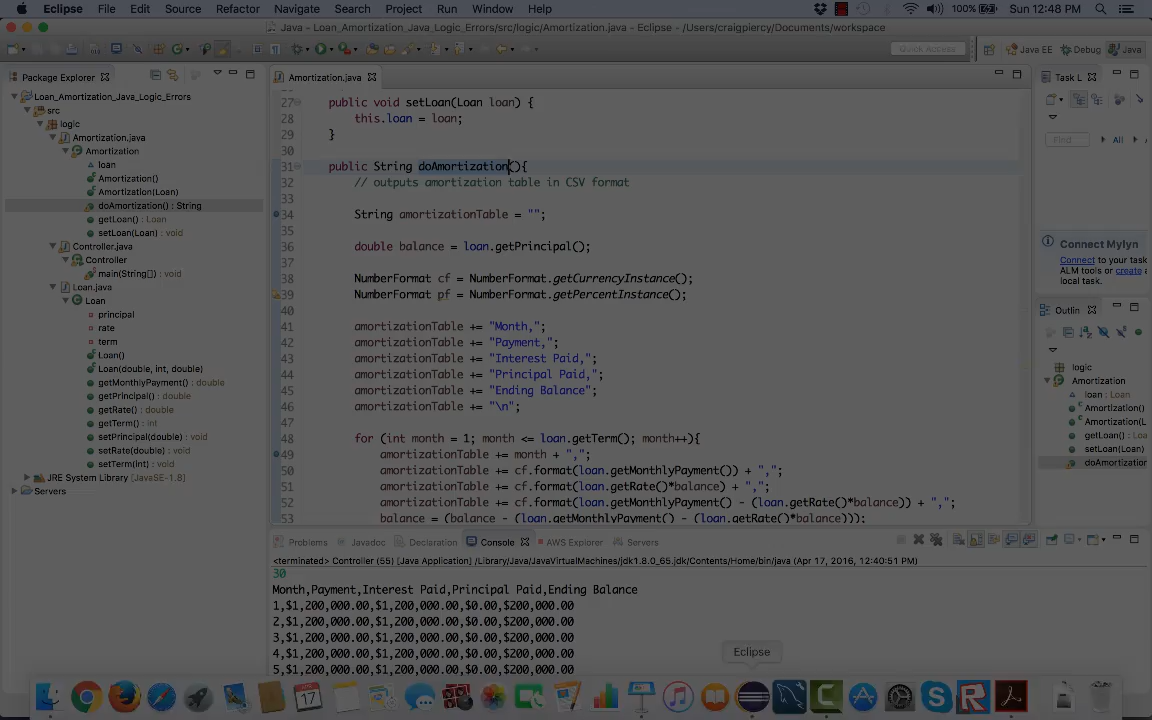 Eclipse File Edit Source Refactor Navigate Search Project Run Window Help 100% Sun 12:48 PM
Java - Loan_Amortization_Java_Logic_Errors/src/logic/Amortization.java - Eclipse - /Users/craigpiercy/Documents/workspace
Quick Access Java EE Debug Java
Package Explorer
Loan_Amortization_Java_Logic_Errors
src
logic
Amortization.java
Amortization
loan
Amortization()
Amortization(Loan)
doAmortization() : String
getLoan() : Loan
setLoan(Loan) : void
Controller.java
Controller
main(String[]) : void
Loan.java
Loan
principal
rate
term
Loan()
Loan(double, int, double)
getMonthlyPayment() : double
getPrincipal() : double
getRate() : double
getTerm() : int
setPrincipal(double) : void
setRate(double) : void
setTerm(int) : void
JRE System Library [JavaSE-1.8]
Servers
Amortization.java
27 public void setLoan(Loan loan) {
28 this.loan = loan;
29 }
30
31 public String doAmortization(){
32 // outputs amortization table in CSV format
33
34 String amortizationTable = "";
35
36 double balance = loan.getPrincipal();
37
38 NumberFormat cf = NumberFormat.getCurrencyInstance();
39 NumberFormat pf = NumberFormat.getPercentInstance();
40
41 amortizationTable += "Month,";
42 amortizationTable += "Payment,";
43 amortizationTable += "Interest Paid,";
44 amortizationTable += "Principal Paid,";
45 amortizationTable += "Ending Balance";
46 amortizationTable += "\n";
47
48 for (int month = 1; month <= loan.getTerm(); month++){
49 amortizationTable += month + ",";
50 amortizationTable += cf.format(loan.getMonthlyPayment()) + ",";
51 amortizationTable += cf.format(loan.getRate()*balance) + ",";
52 amortizationTable += cf.format(loan.getMonthlyPayment() - (loan.getRate()*balance)) + ",";
53 balance = (balance - (loan.getMonthlyPayment() - (loan.getRate()*balance)));
Task L
Find All
Connect Mylyn
Connect to your task
ALM tools or create a
local task.
Outlin
logic
Amortization
loan : Loan
Amortization()
Amortization(L
getLoan() : Loan
setLoan(Loan)
doAmortization
Problems Javadoc Declaration Console AWS Explorer Servers
<terminated> Controller (55) [Java Application] /Library/Java/JavaVirtualMachines/jdk1.8.0_65.jdk/Contents/Home/bin/java (Apr 17, 2016, 12:40:51 PM)
30
Month,Payment,Interest Paid,Principal Paid,Ending Balance
1,$1,200,000.00,$1,200,000.00,$0.00,$200,000.00
2,$1,200,000.00,$1,200,000.00,$0.00,$200,000.00
3,$1,200,000.00,$1,200,000.00,$0.00,$200,000.00
4,$1,200,000.00,$1,200,000.00,$0.00,$200,000.00
5,$1,200,000.00,$1,200,000.00,$0.00,$200,000.00
Eclipse
17